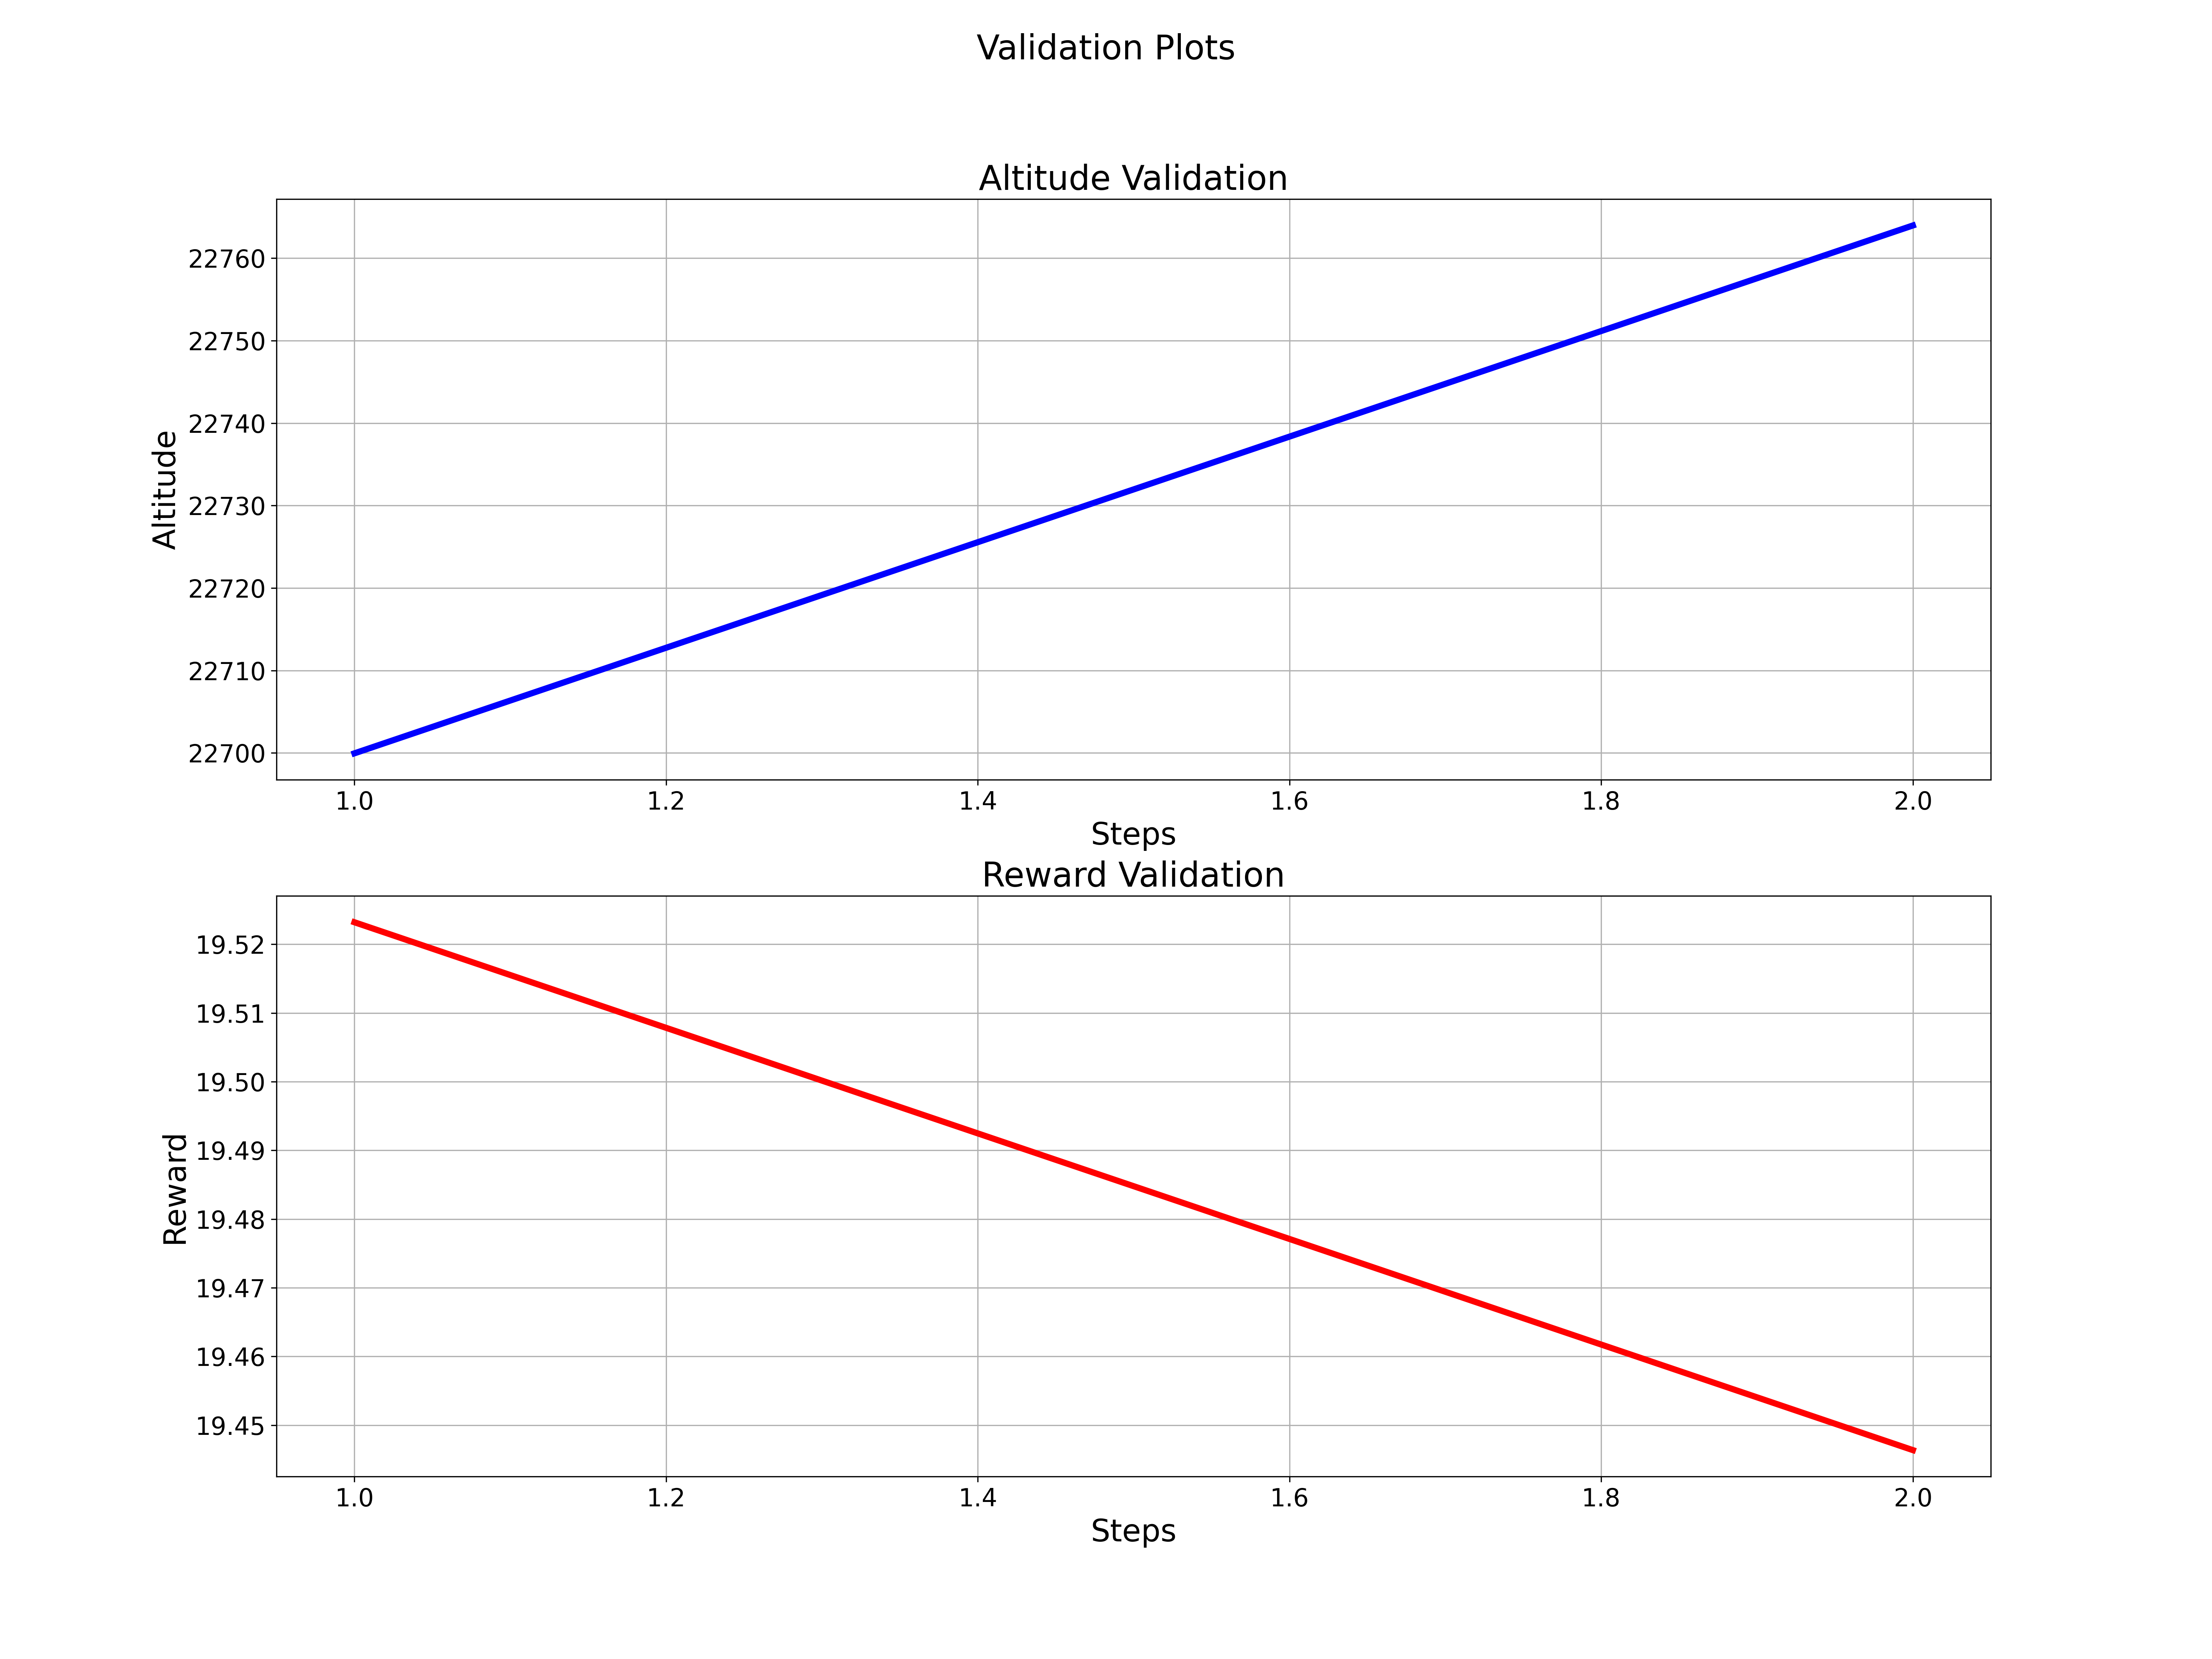 Validation Plots
Altitude Validation
22760
22750
22740
22730
22720
22710
22700
Altitude
1.0 1.2 1.4 1.6 1.8 2.0
Steps
Reward Validation
19.52
19.51
19.50
19.49
19.48
19.47
19.46
19.45
Reward
1.0 1.2 1.4 1.6 1.8 2.0
Steps